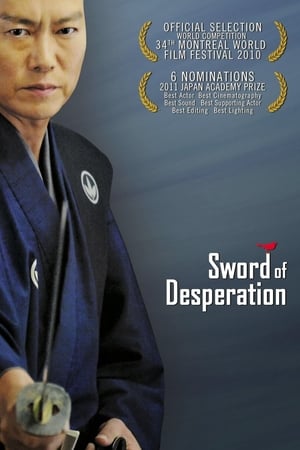 OFFICIAL SELECTION
WORLD COMPETITION
34TH MONTREAL WORLD
FILM FESTIVAL 2010
6 NOMINATIONS
2011 JAPAN ACADEMY PRIZE
Best Actor Best Cinematography
Best Sound Best Supporting Actor
Best Editing Best Lighting
Sword of
Desperation